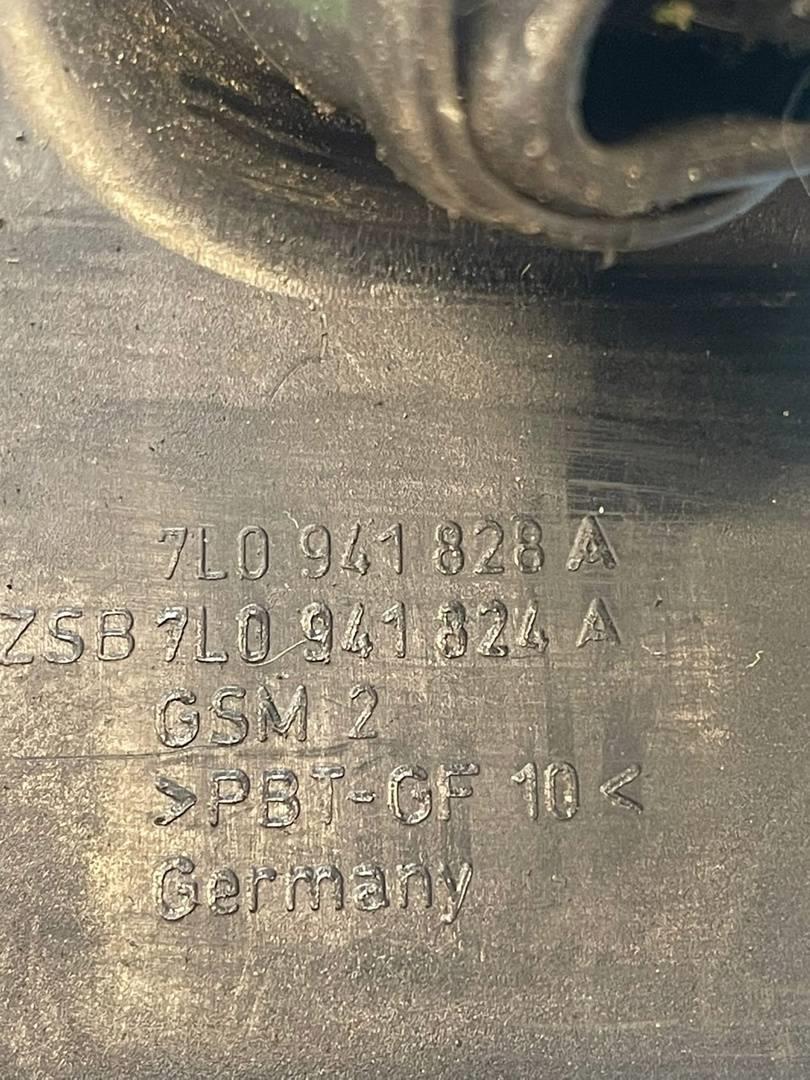 7L0 941 828 A
ZSB 7L0 941 824 A
GSM 2
>PBT-GF 10<
Germany